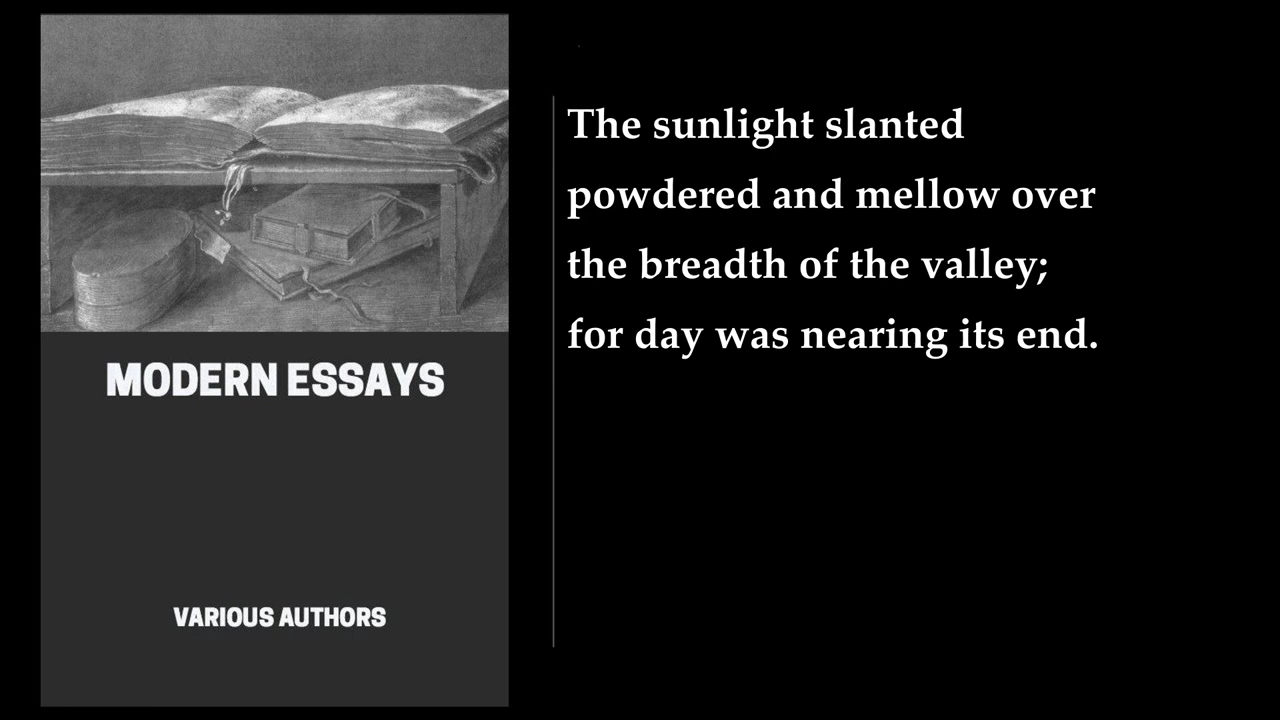 MODERN ESSAYS
VARIOUS AUTHORS
The sunlight slanted
powdered and mellow over
the breadth of the valley;
for day was nearing its end.